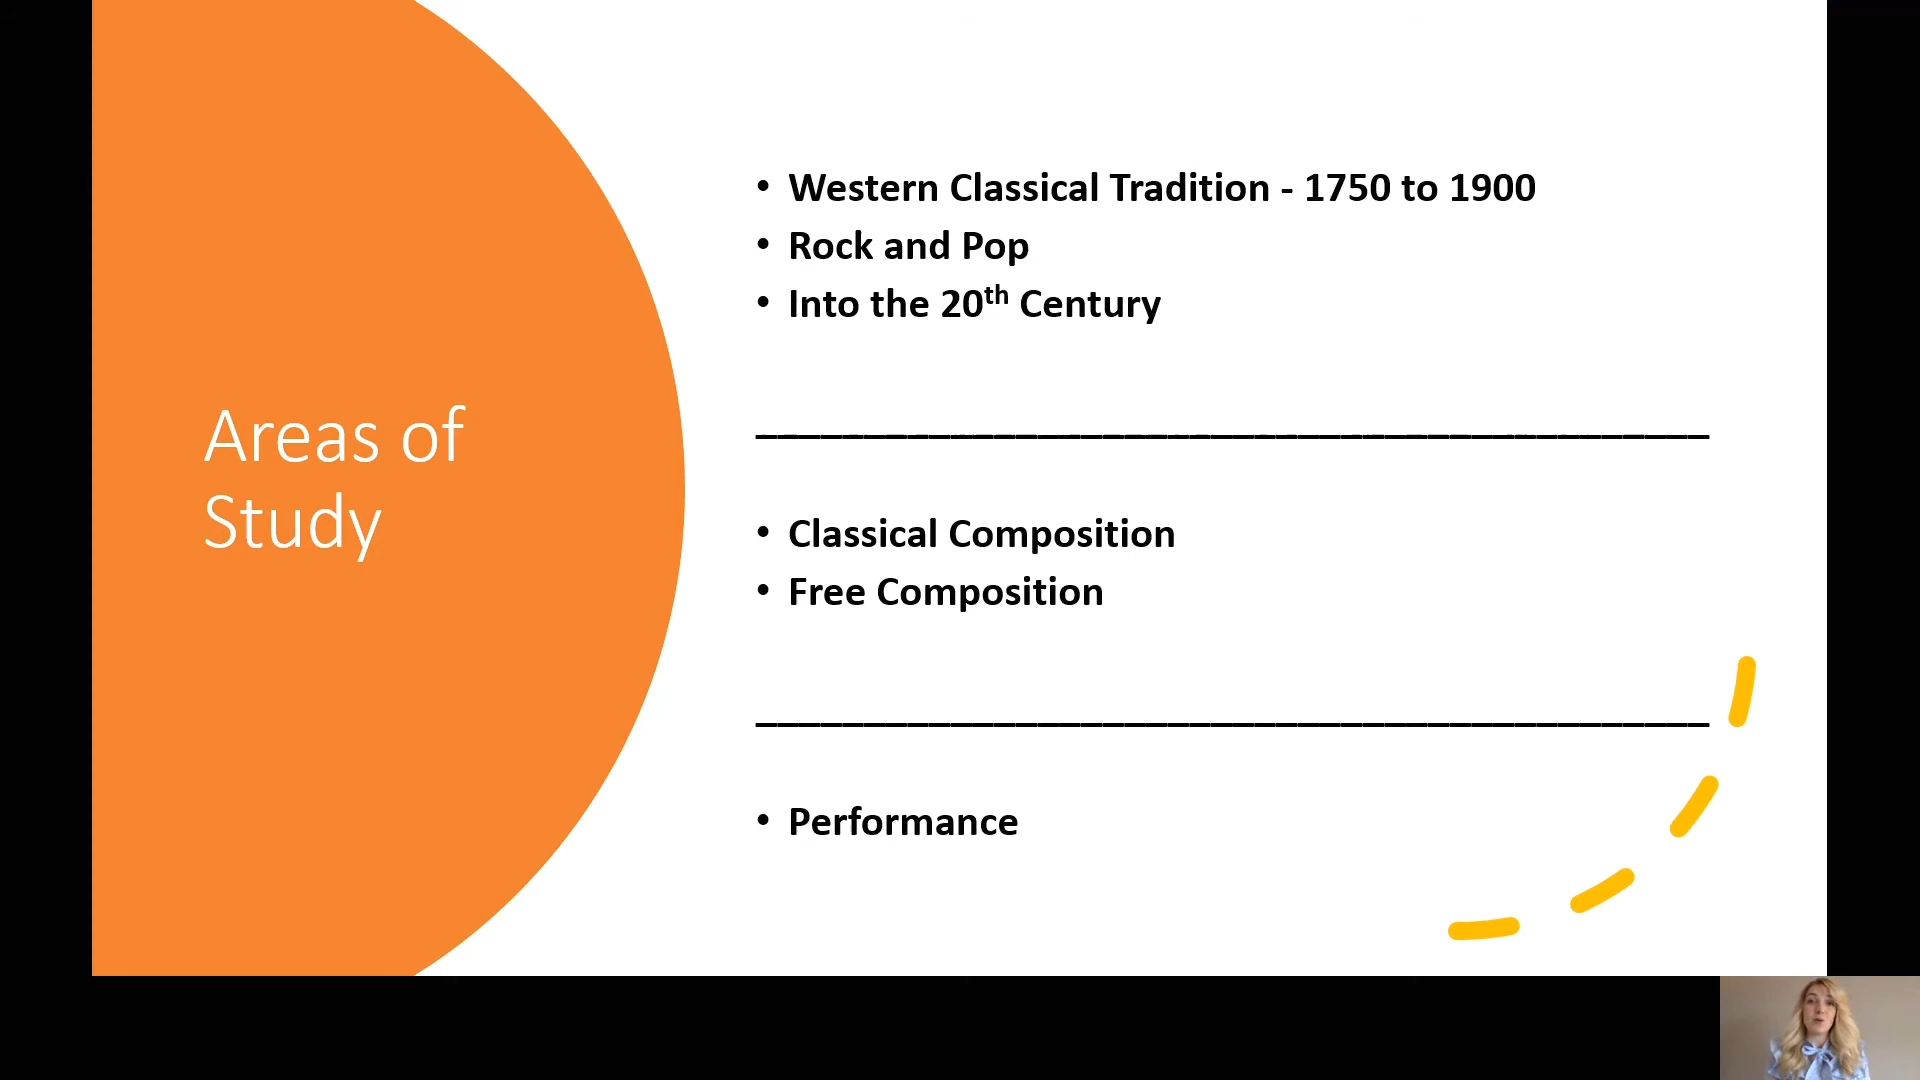 Areas of
Study
• Western Classical Tradition - 1750 to 1900
• Rock and Pop
• Into the 20th Century
• Classical Composition
• Free Composition
• Performance